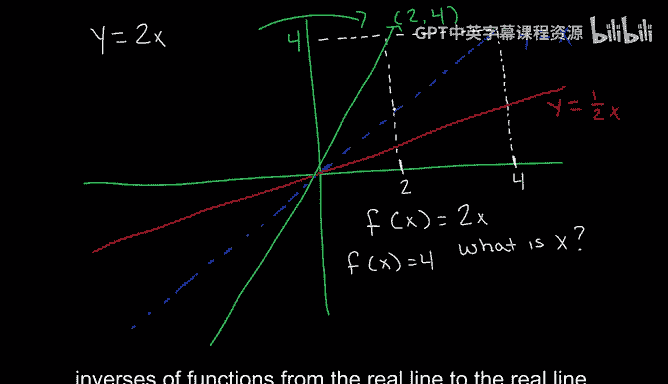 y = 2x
(2,4)
4
GPT中英字幕课程资源
bilibili
y = 1/2 x
2
4
f(x) = 2x
f(x) = 4 what is x?
inverses of functions from the real line to the real line